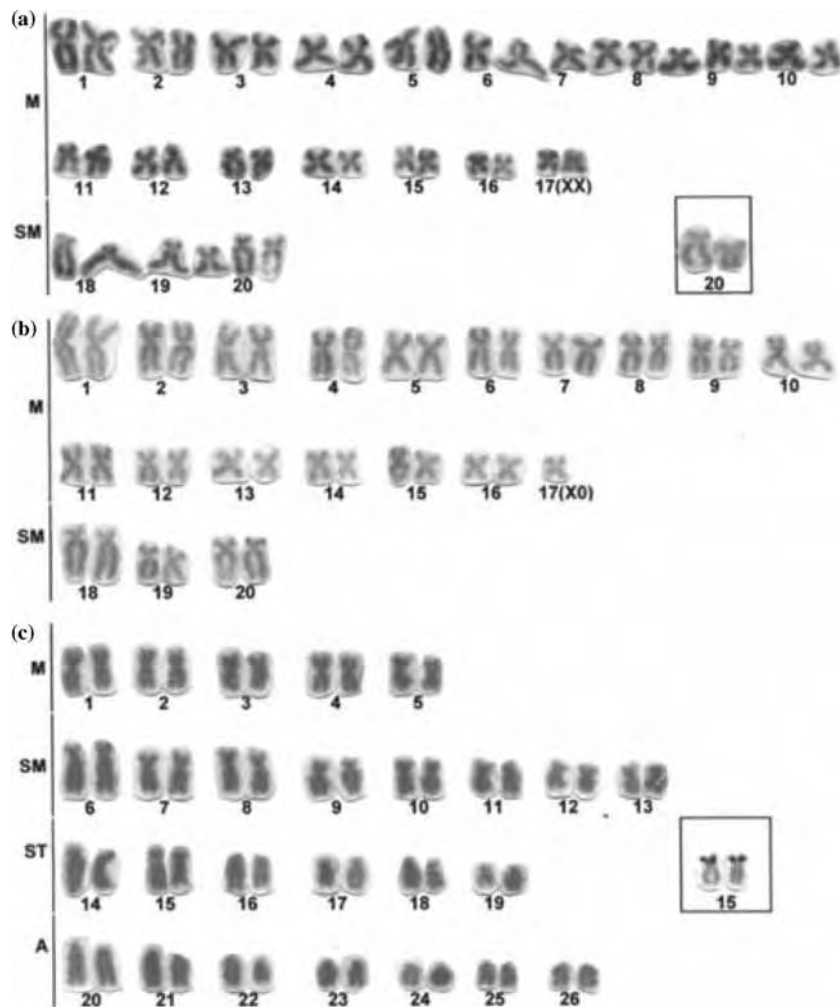 (a)
1 2 3 4 5 6 7 8 9 10
M
11 12 13 14 15 16 17(XX)
SM
18 19 20 20
(b)
1 2 3 4 5 6 7 8 9 10
M
11 12 13 14 15 16 17(X0)
SM
18 19 20
(c)
M
1 2 3 4 5
SM
6 7 8 9 10 11 12 13
ST
14 15 16 17 18 19 15
A
20 21 22 23 24 25 26